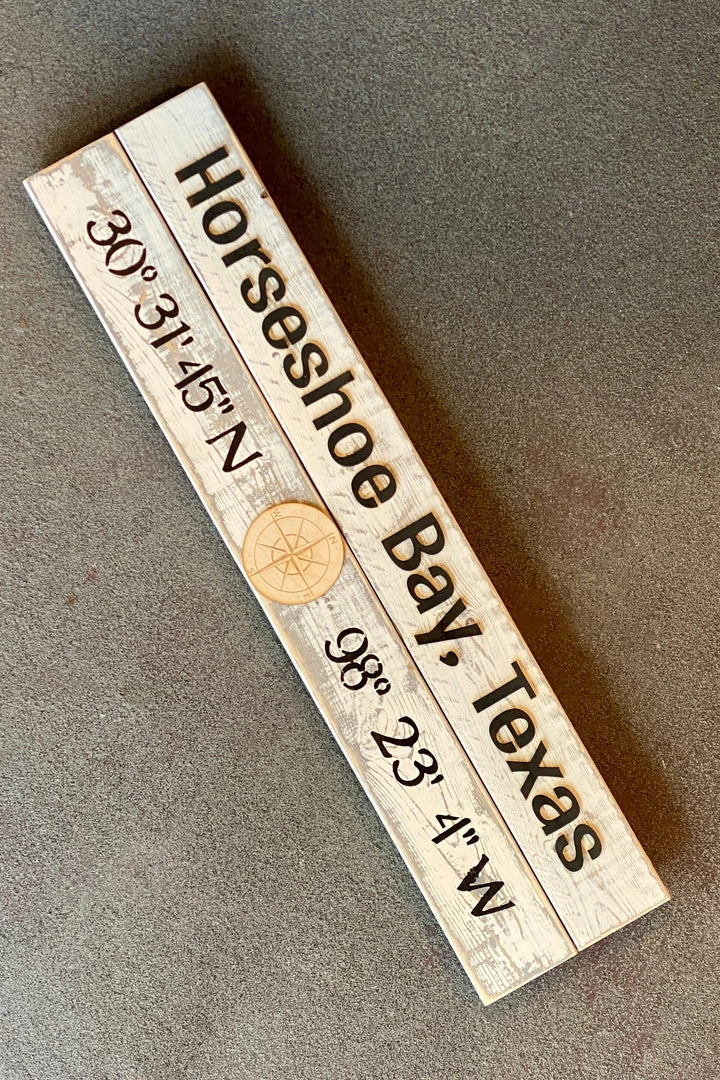 Horseshoe Bay, Texas
30° 31' 45" N 98° 23' 4" W
W N S E